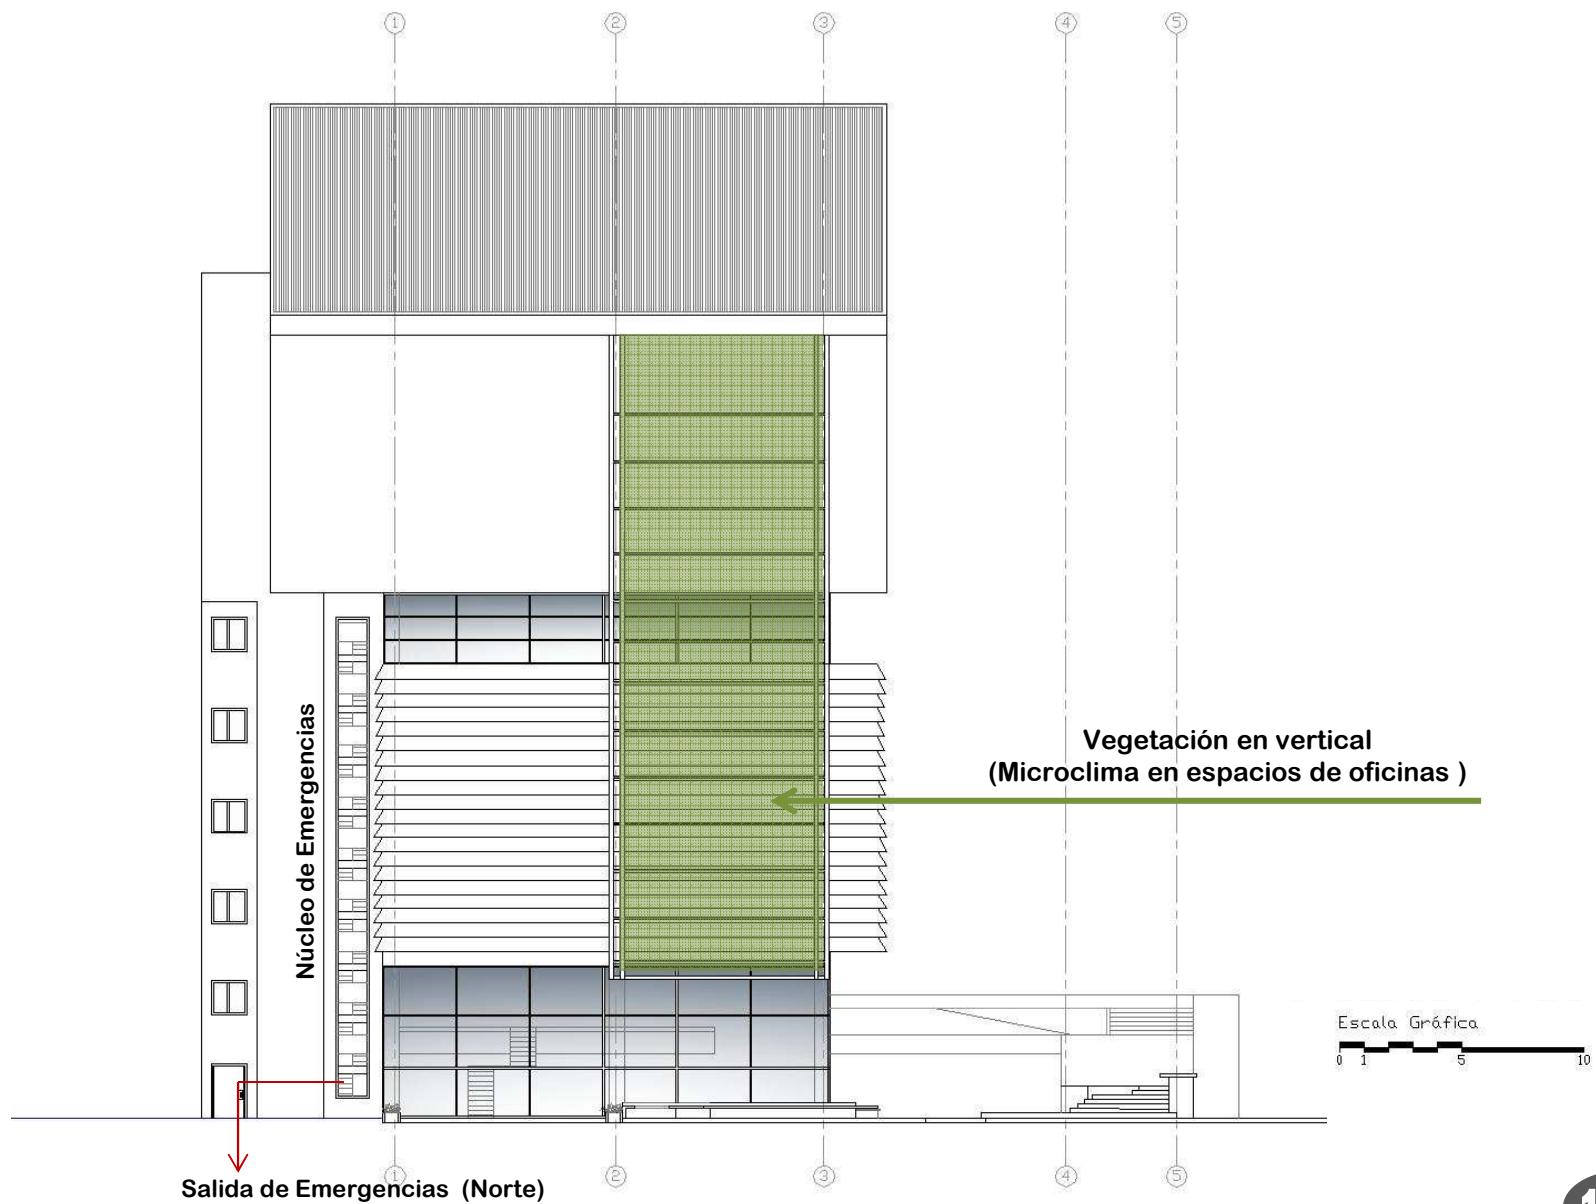 1 2 3 4 5
Núcleo de Emergencias
Vegetación en vertical
(Microclima en espacios de oficinas )
Escala Gráfica
0 1 5 10
1 2 3 4 5
Salida de Emergencias (Norte)